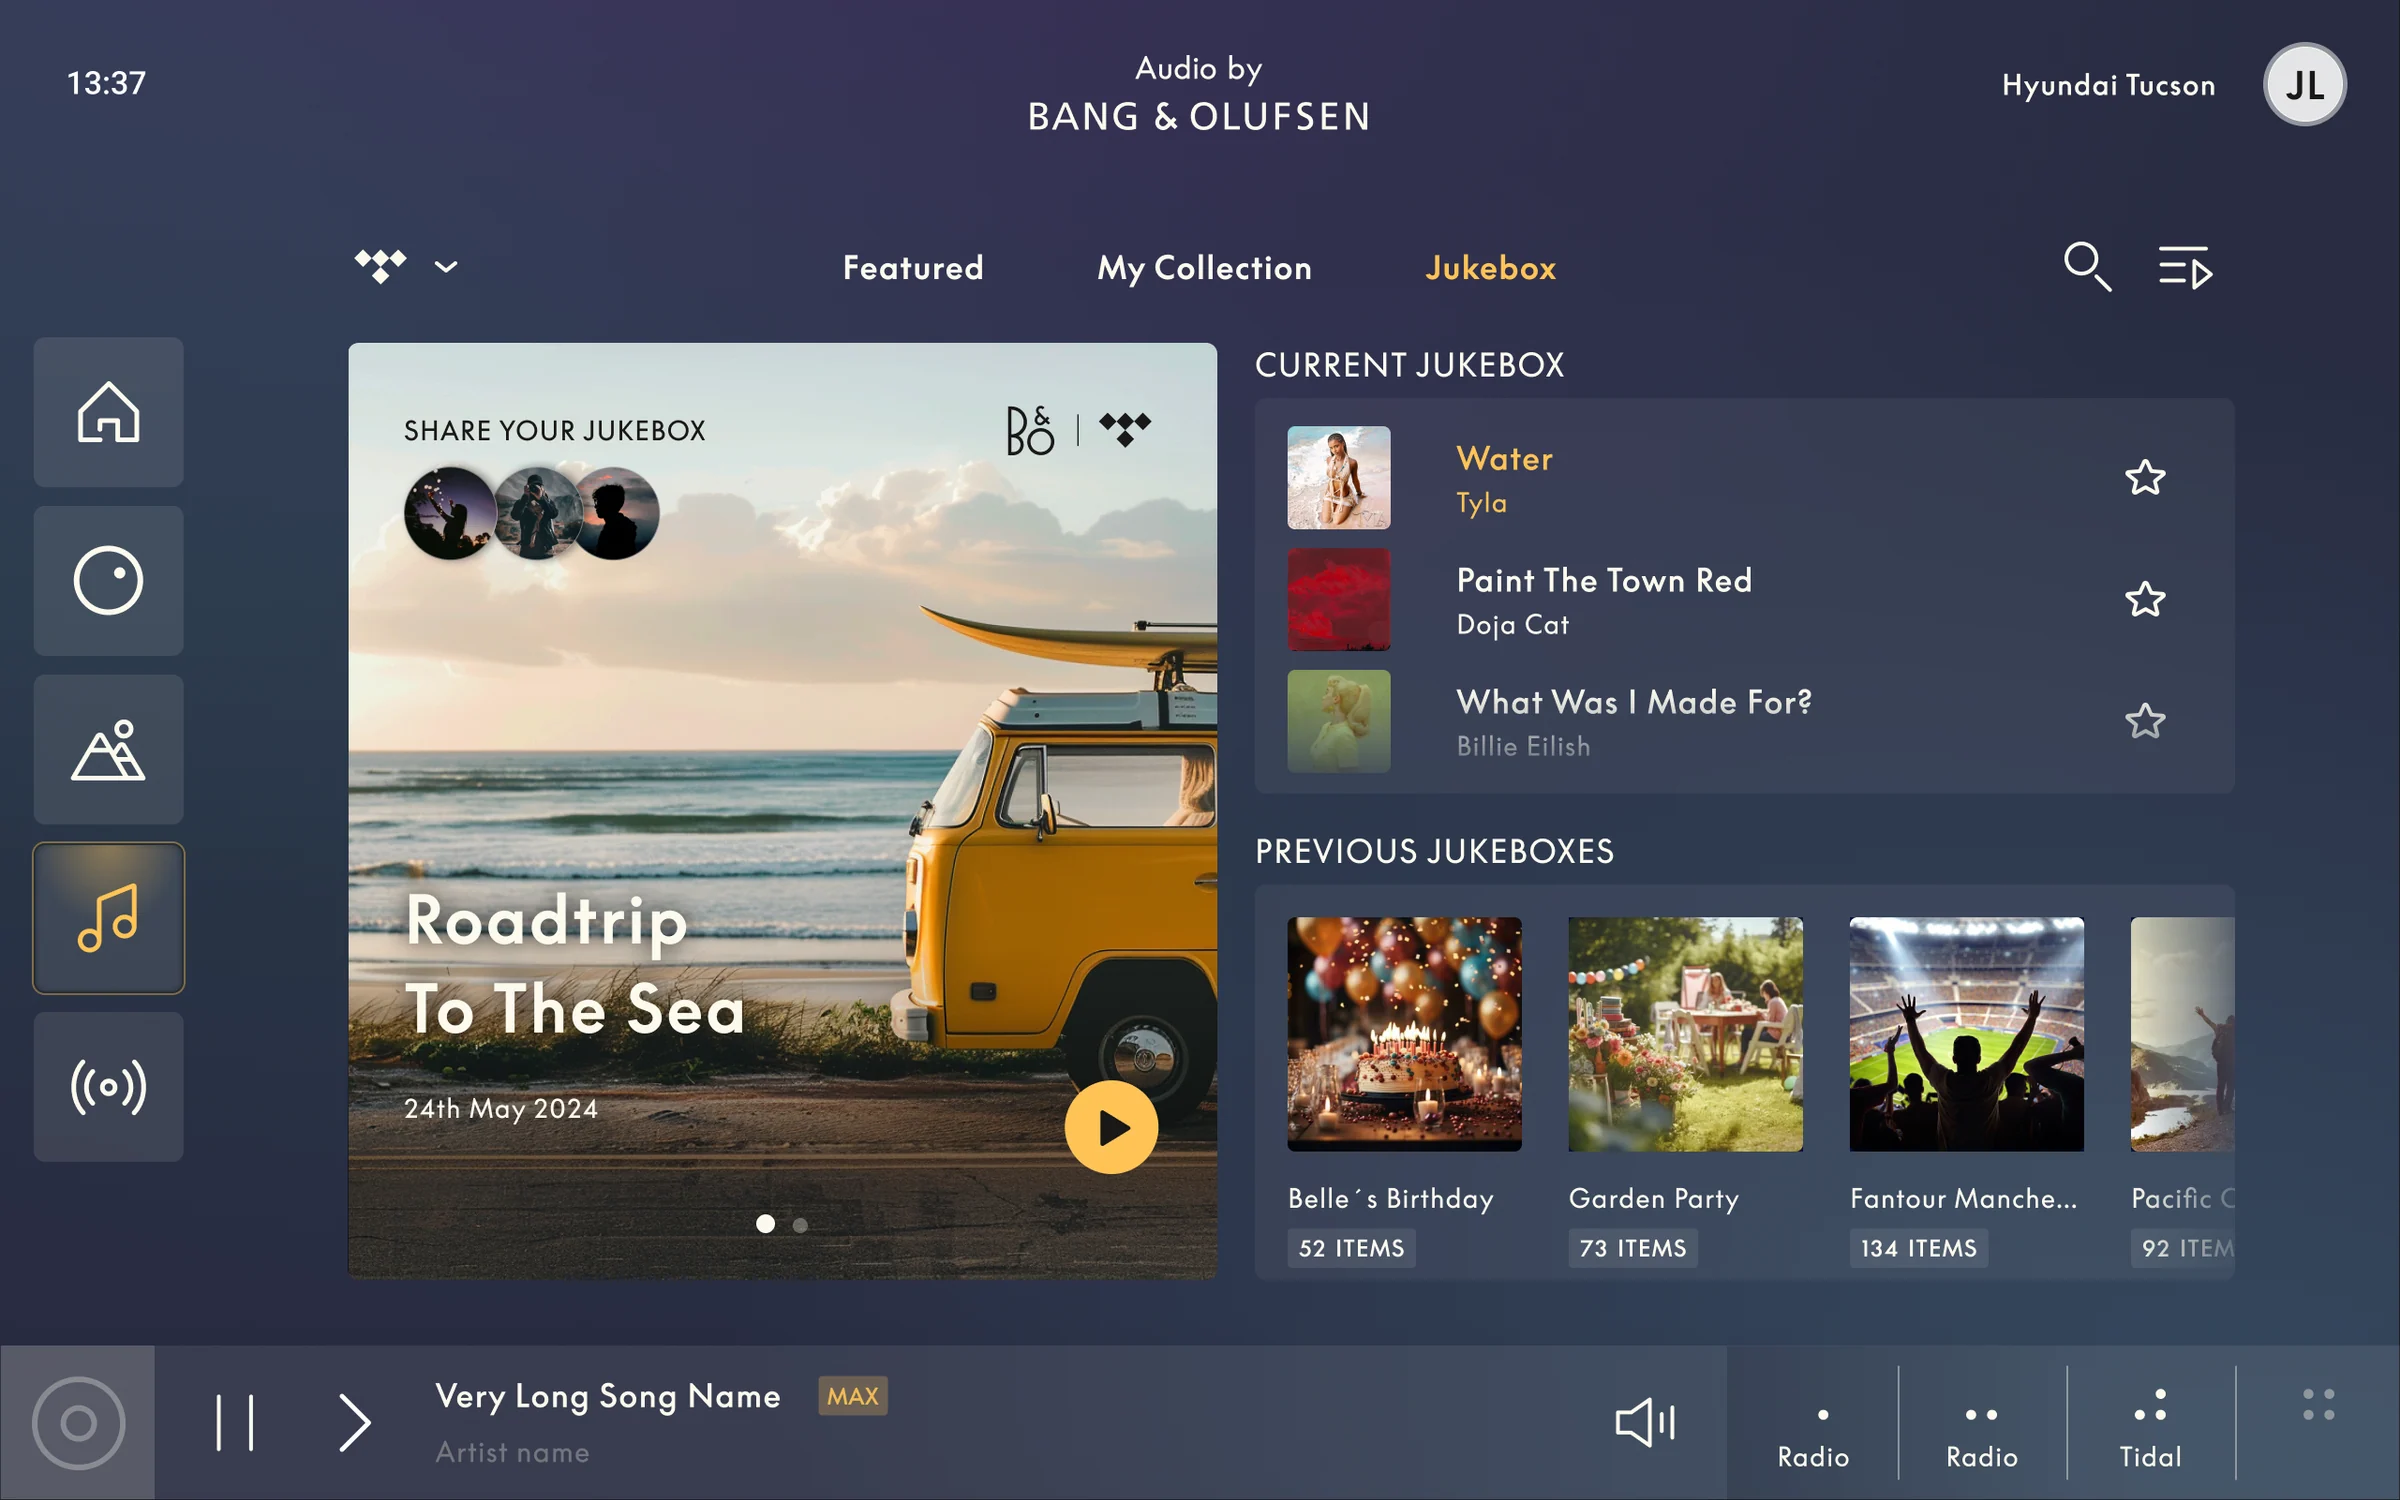 13:37
Audio by
BANG & OLUFSEN
Hyundai Tucson
JL
Featured
My Collection
Jukebox
SHARE YOUR JUKEBOX
B&O
Roadtrip
To The Sea
24th May 2024
CURRENT JUKEBOX
Water
Tyla
Paint The Town Red
Doja Cat
What Was I Made For?
Billie Eilish
PREVIOUS JUKEBOXES
Belle´s Birthday
52 ITEMS
Garden Party
73 ITEMS
Fantour Manche...
134 ITEMS
Pacific C
92 ITEM
Very Long Song Name
MAX
Artist name
Radio
Radio
Tidal